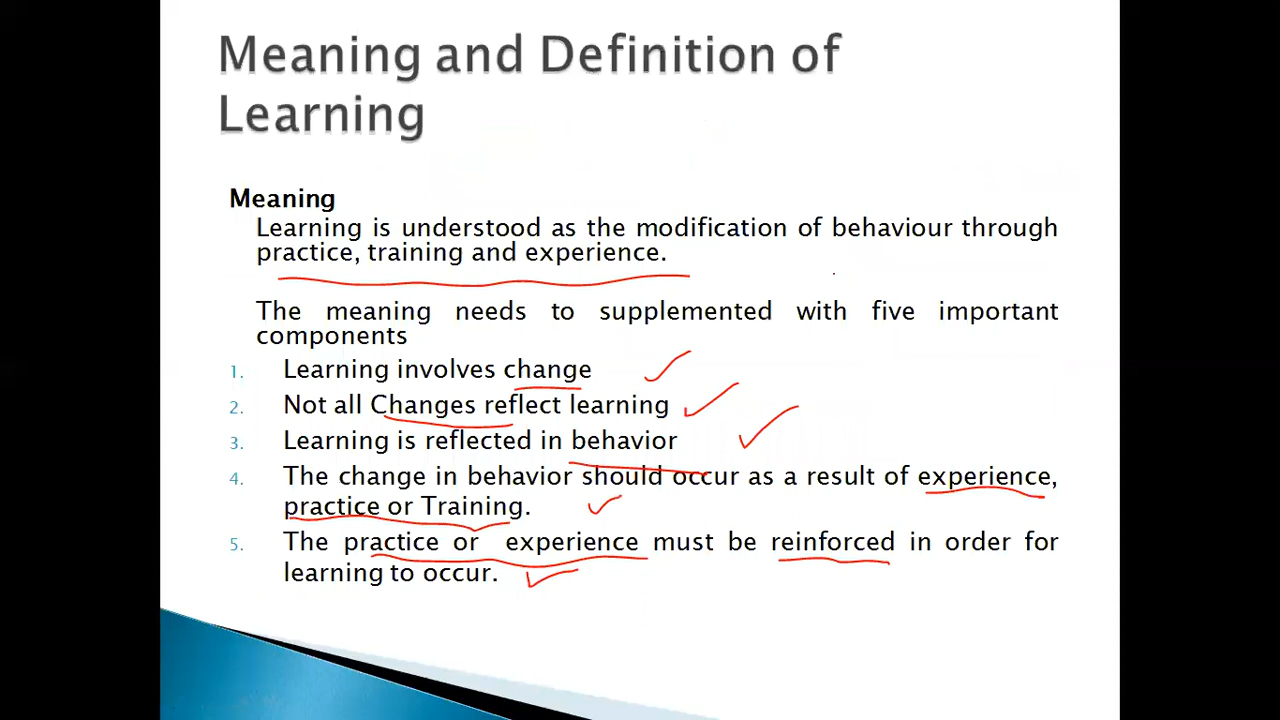 Meaning and Definition of
Learning
Meaning
Learning is understood as the modification of behaviour through
practice, training and experience.
The meaning needs to supplemented with five important
components
1. Learning involves change
2. Not all Changes reflect learning
3. Learning is reflected in behavior
4. The change in behavior should occur as a result of experience,
practice or Training.
5. The practice or experience must be reinforced in order for
learning to occur.